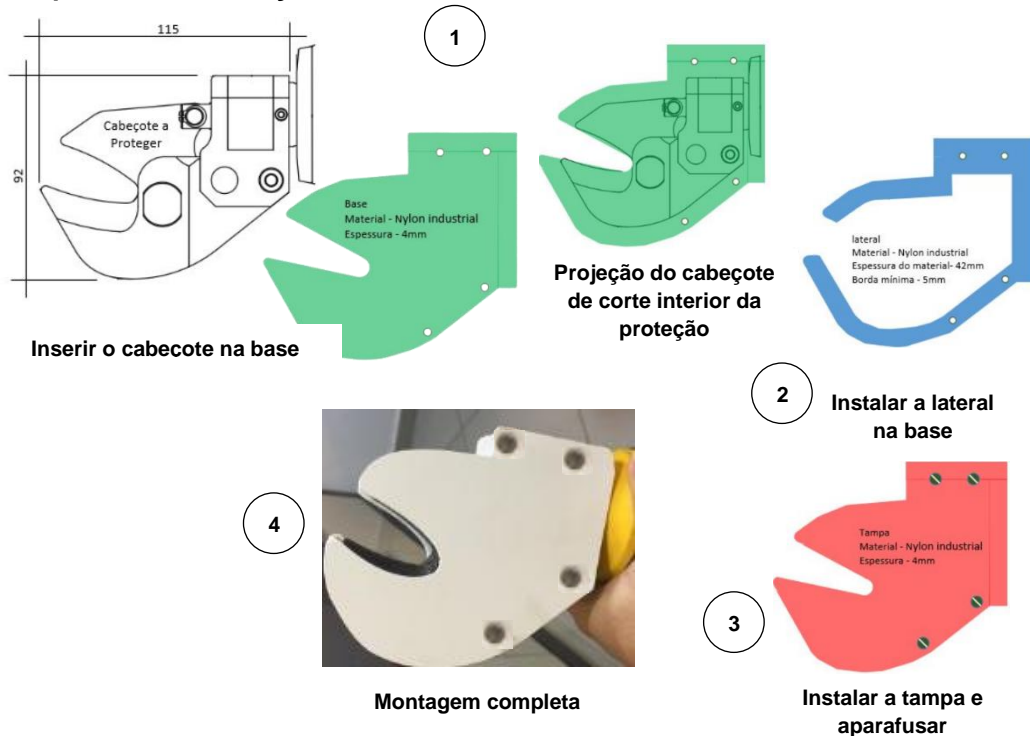 115
1
92
Cabeçote a
Proteger
Base
Material - Nylon industrial
Espessura - 4mm
Inserir o cabeçote na base
Projeção do cabeçote
de corte interior da
proteção
lateral
Material - Nylon industrial
Espessura do material- 42mm
Borda mínima - 5mm
2
Instalar a lateral
na base
4
Montagem completa
Tampa
Material - Nylon industrial
Espessura - 4mm
3
Instalar a tampa e
aparafusar